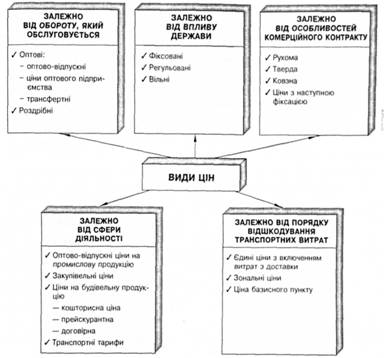 ЗАЛЕЖНО
ВІД ОБОРОТУ, ЯКИЙ
ОБСЛУГОВУЄТЬСЯ
✓ Оптові:
– оптово-відпускні
– ціни оптового підпри-
ємства
– трансфертні
✓ Роздрібні
ЗАЛЕЖНО
ВІД ВПЛИВУ
ДЕРЖАВИ
✓ Фіксовані
✓ Регульовані
✓ Вільні
ЗАЛЕЖНО
ВІД ОСОБЛИВОСТЕЙ
КОМЕРЦІЙНОГО КОНТРАКТУ
✓ Рухома
✓ Тверда
✓ Ковзна
✓ Ціни з наступною
фіксацією
ВИДИ ЦІН
ЗАЛЕЖНО
ВІД СФЕРИ
ДІЯЛЬНОСТІ
✓ Оптово-відпускні ціни на
промислову продукцію
✓ Закупівельні ціни
✓ Ціни на будівельну продук-
цію
— кошторисна ціна
— прейскурантна
— договірна
✓ Транспортні тарифи
ЗАЛЕЖНО ВІД ПОРЯДКУ
ВІДШКОДУВАННЯ
ТРАНСПОРТНИХ ВИТРАТ
✓ Єдині ціни з включенням
витрат з доставки
✓ Зональні ціни
✓ Ціна базисного пункту